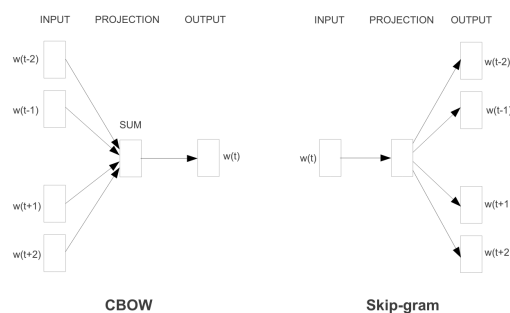 INPUT PROJECTION OUTPUT
w(t-2)
w(t-1)
SUM
w(t)
w(t+1)
w(t+2)
CBOW
INPUT PROJECTION OUTPUT
w(t-2)
w(t-1)
w(t)
w(t+1
w(t+2
Skip-gram